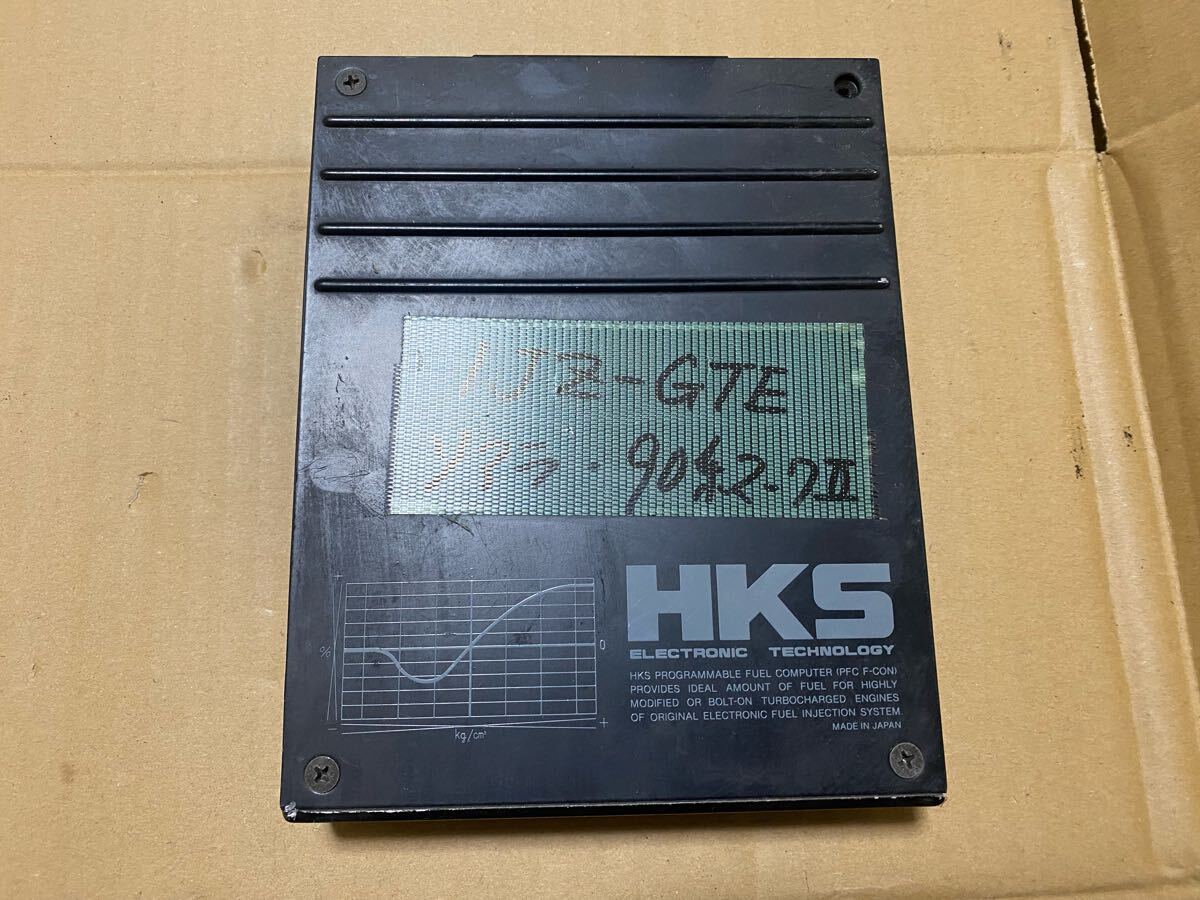 1JZ-GTE
ソアラ・90系マークII
HKS
ELECTRONIC TECHNOLOGY
HKS PROGRAMMABLE FUEL COMPUTER (PFC F-CON)
PROVIDES IDEAL AMOUNT OF FUEL FOR HIGHLY
MODIFIED OR BOLT-ON TURBOCHARGED ENGINES
OF ORIGINAL ELECTRONIC FUEL INJECTION SYSTEM.
MADE IN JAPAN
% 0
- +
kg/cm²